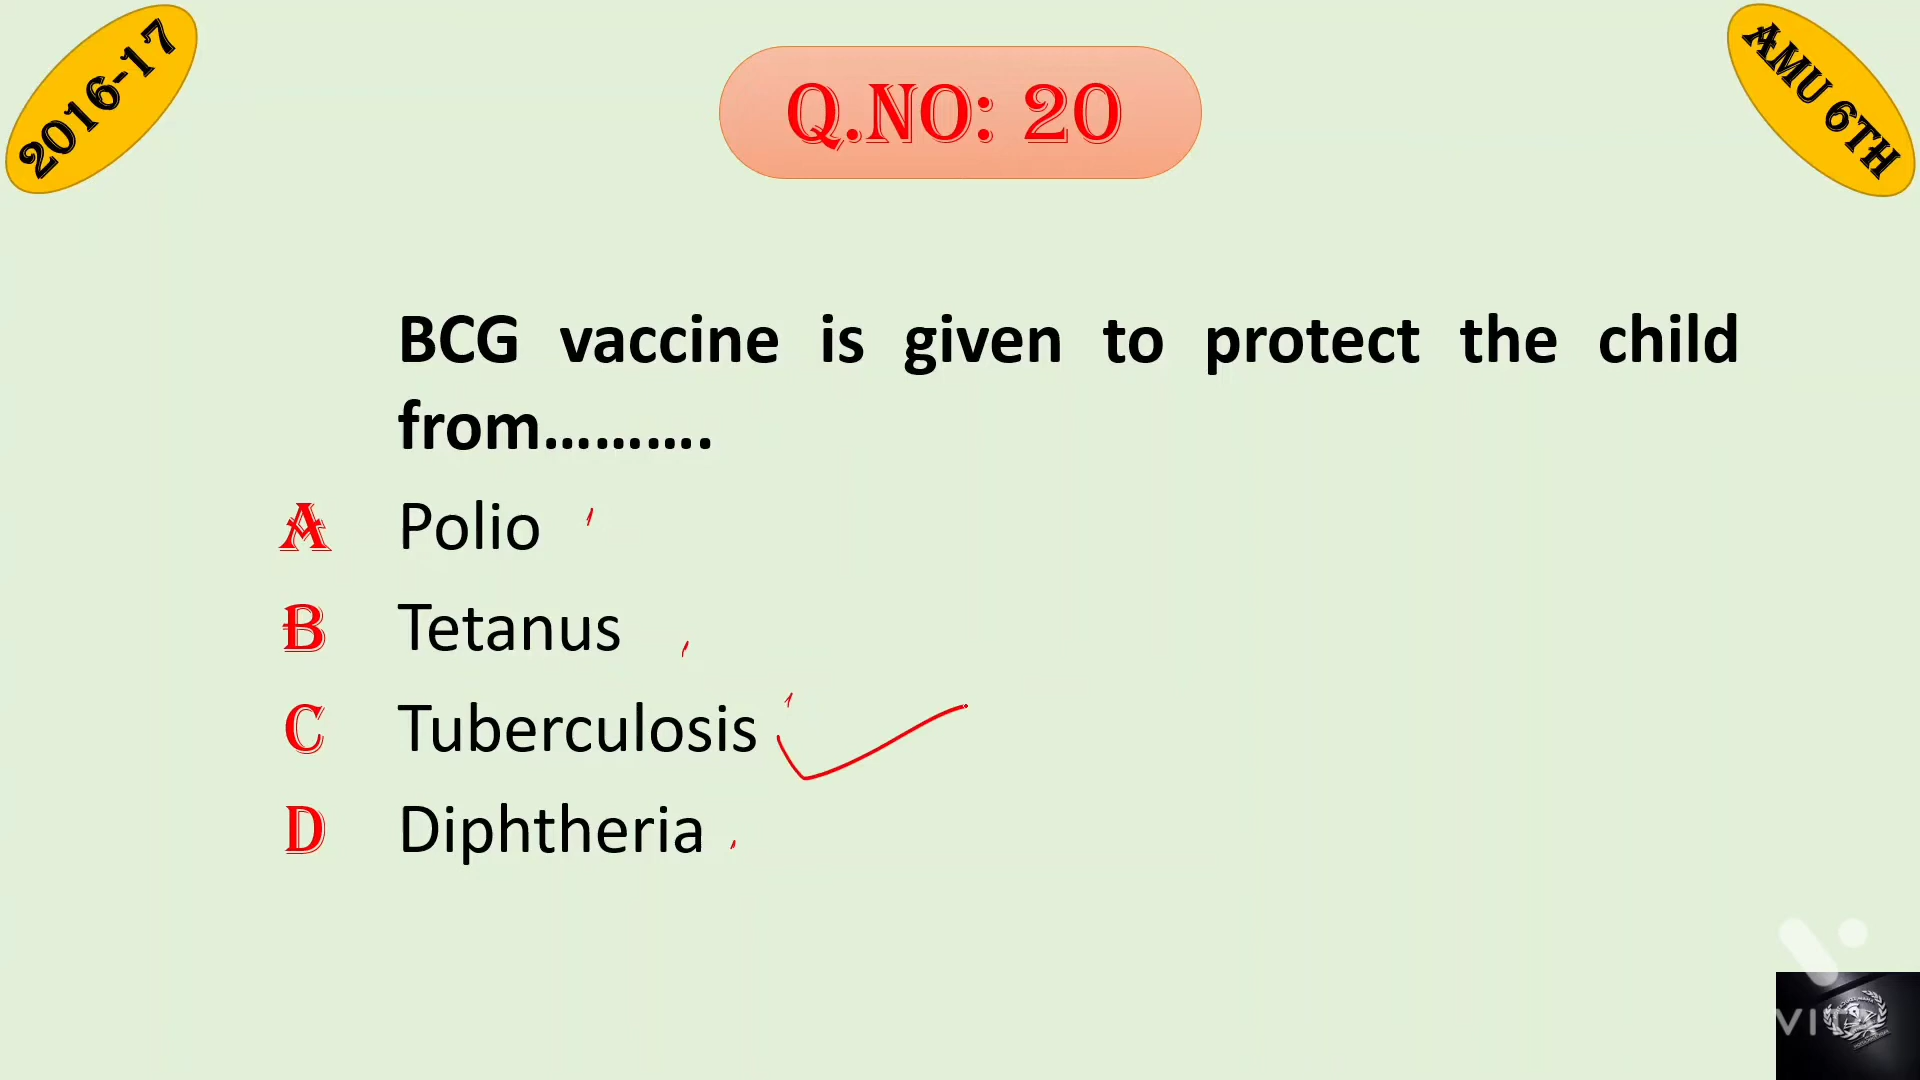 2016-17
AMU 6TH
Q.NO: 20
BCG vaccine is given to protect the child
from..........
A Polio
B Tetanus
C Tuberculosis
D Diphtheria
VITA